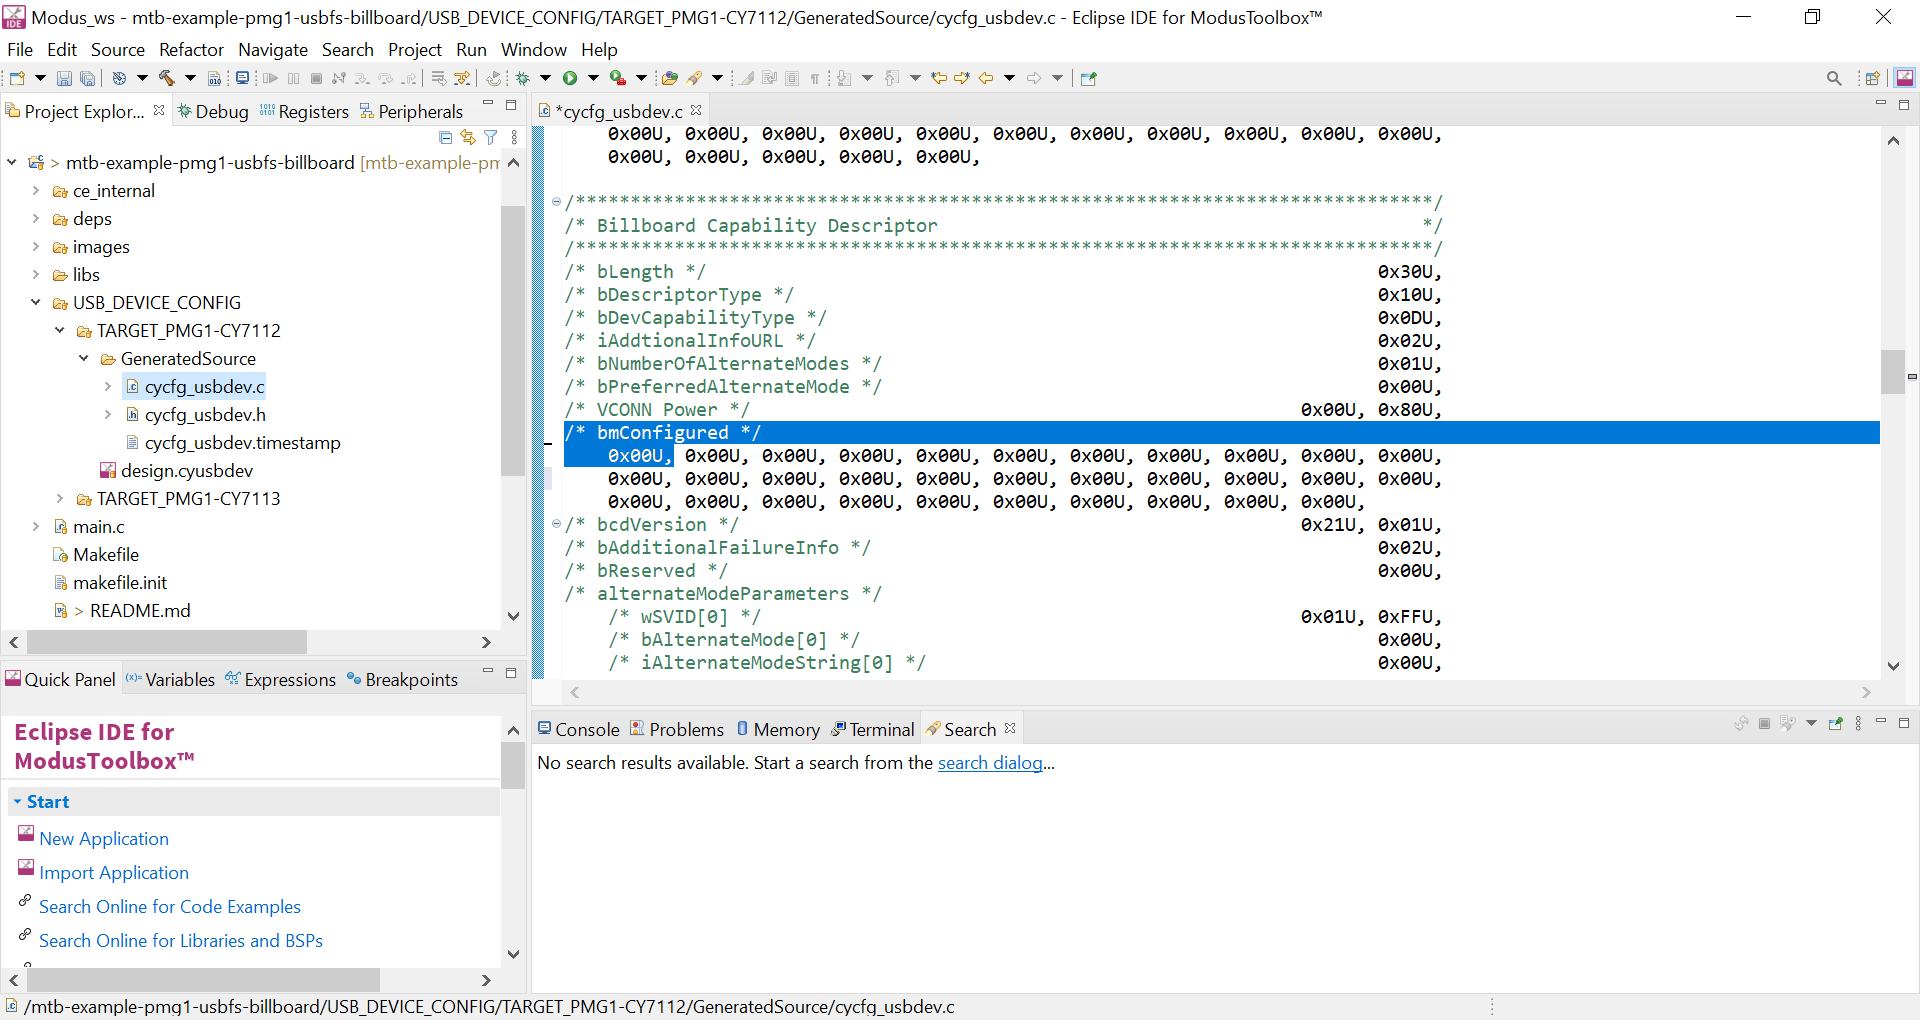 Modus_ws - mtb-example-pmg1-usbfs-billboard/USB_DEVICE_CONFIG/TARGET_PMG1-CY7112/GeneratedSource/cycfg_usbdev.c - Eclipse IDE for ModusToolbox™
File Edit Source Refactor Navigate Search Project Run Window Help
Project Explor... Debug Registers Peripherals
mtb-example-pmg1-usbfs-billboard [mtb-example-pm
ce_internal
deps
images
libs
USB_DEVICE_CONFIG
TARGET_PMG1-CY7112
GeneratedSource
cycfg_usbdev.c
cycfg_usbdev.h
cycfg_usbdev.timestamp
design.cyusbdev
TARGET_PMG1-CY7113
main.c
Makefile
makefile.init
> README.md
Quick Panel Variables Expressions Breakpoints
Eclipse IDE for
ModusToolbox™
Start
New Application
Import Application
Search Online for Code Examples
Search Online for Libraries and BSPs
*cycfg_usbdev.c
0x00U, 0x00U, 0x00U, 0x00U, 0x00U, 0x00U, 0x00U, 0x00U, 0x00U, 0x00U, 0x00U,
0x00U, 0x00U, 0x00U, 0x00U, 0x00U,
/******************************************************************************/
/* Billboard Capability Descriptor */
/******************************************************************************/
/* bLength */ 0x30U,
/* bDescriptorType */ 0x10U,
/* bDevCapabilityType */ 0x0DU,
/* iAddtionalInfoURL */ 0x02U,
/* bNumberOfAlternateModes */ 0x01U,
/* bPreferredAlternateMode */ 0x00U,
/* VCONN Power */ 0x00U, 0x80U,
/* bmConfigured */
0x00U, 0x00U, 0x00U, 0x00U, 0x00U, 0x00U, 0x00U, 0x00U, 0x00U, 0x00U, 0x00U,
0x00U, 0x00U, 0x00U, 0x00U, 0x00U, 0x00U, 0x00U, 0x00U, 0x00U, 0x00U, 0x00U,
0x00U, 0x00U, 0x00U, 0x00U, 0x00U, 0x00U, 0x00U, 0x00U, 0x00U, 0x00U,
/* bcdVersion */ 0x21U, 0x01U,
/* bAdditionalFailureInfo */ 0x02U,
/* bReserved */ 0x00U,
/* alternateModeParameters */
/* wSVID[0] */ 0x01U, 0xFFU,
/* bAlternateMode[0] */ 0x00U,
/* iAlternateModeString[0] */ 0x00U,
Console Problems Memory Terminal Search
No search results available. Start a search from the search dialog...
/mtb-example-pmg1-usbfs-billboard/USB_DEVICE_CONFIG/TARGET_PMG1-CY7112/GeneratedSource/cycfg_usbdev.c